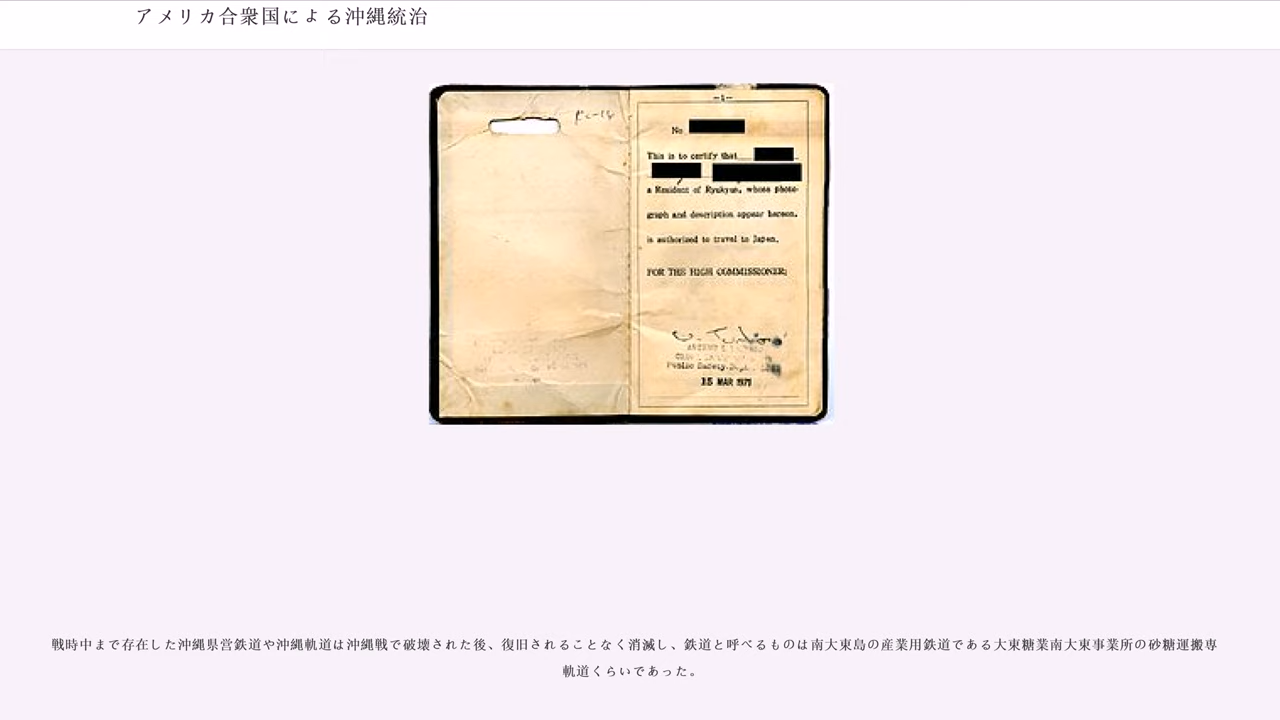 アメリカ合衆国による沖縄統治
-1-
No
This is to certify that
a Resident of Ryukyus, whose photo-
graph and description appear hereon,
is authorized to travel to Japan.
FOR THE HIGH COMMISSIONER:
Public Safety
15 MAR 1971
戦時中まで存在した沖縄県営鉄道や沖縄軌道は沖縄戦で破壊された後、復旧されることなく消滅し、鉄道と呼べるものは南大東島の産業用鉄道である大東糖業南大東事業所の砂糖運搬専
軌道くらいであった。